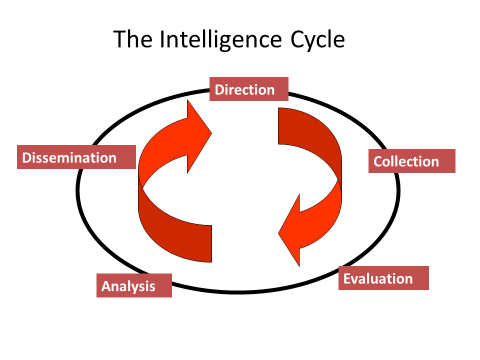 The Intelligence Cycle
Direction
Collection
Evaluation
Analysis
Dissemination